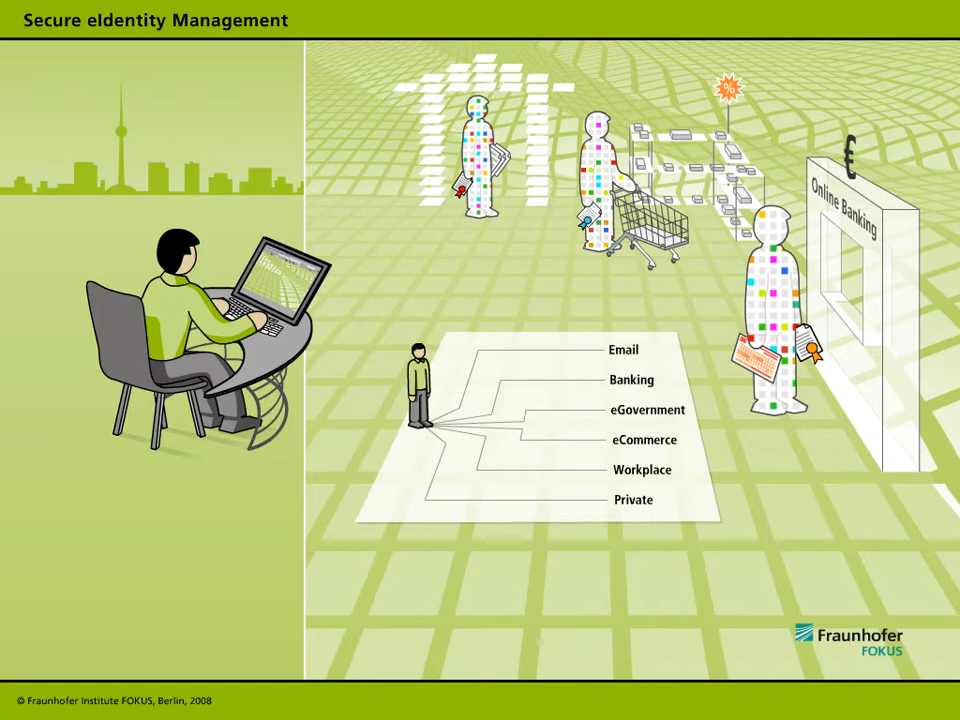 Secure eIdentity Management
%
€
Online Banking
Email
Banking
eGovernment
eCommerce
Workplace
Private
Fraunhofer
FOKUS
© Fraunhofer Institute FOKUS, Berlin, 2008